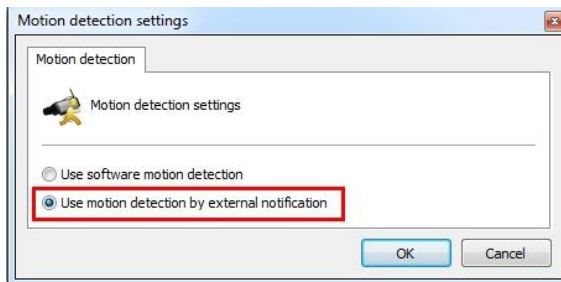 Motion detection settings
Motion detection
Motion detection settings
Use software motion detection
Use motion detection by external notification
OK
Cancel